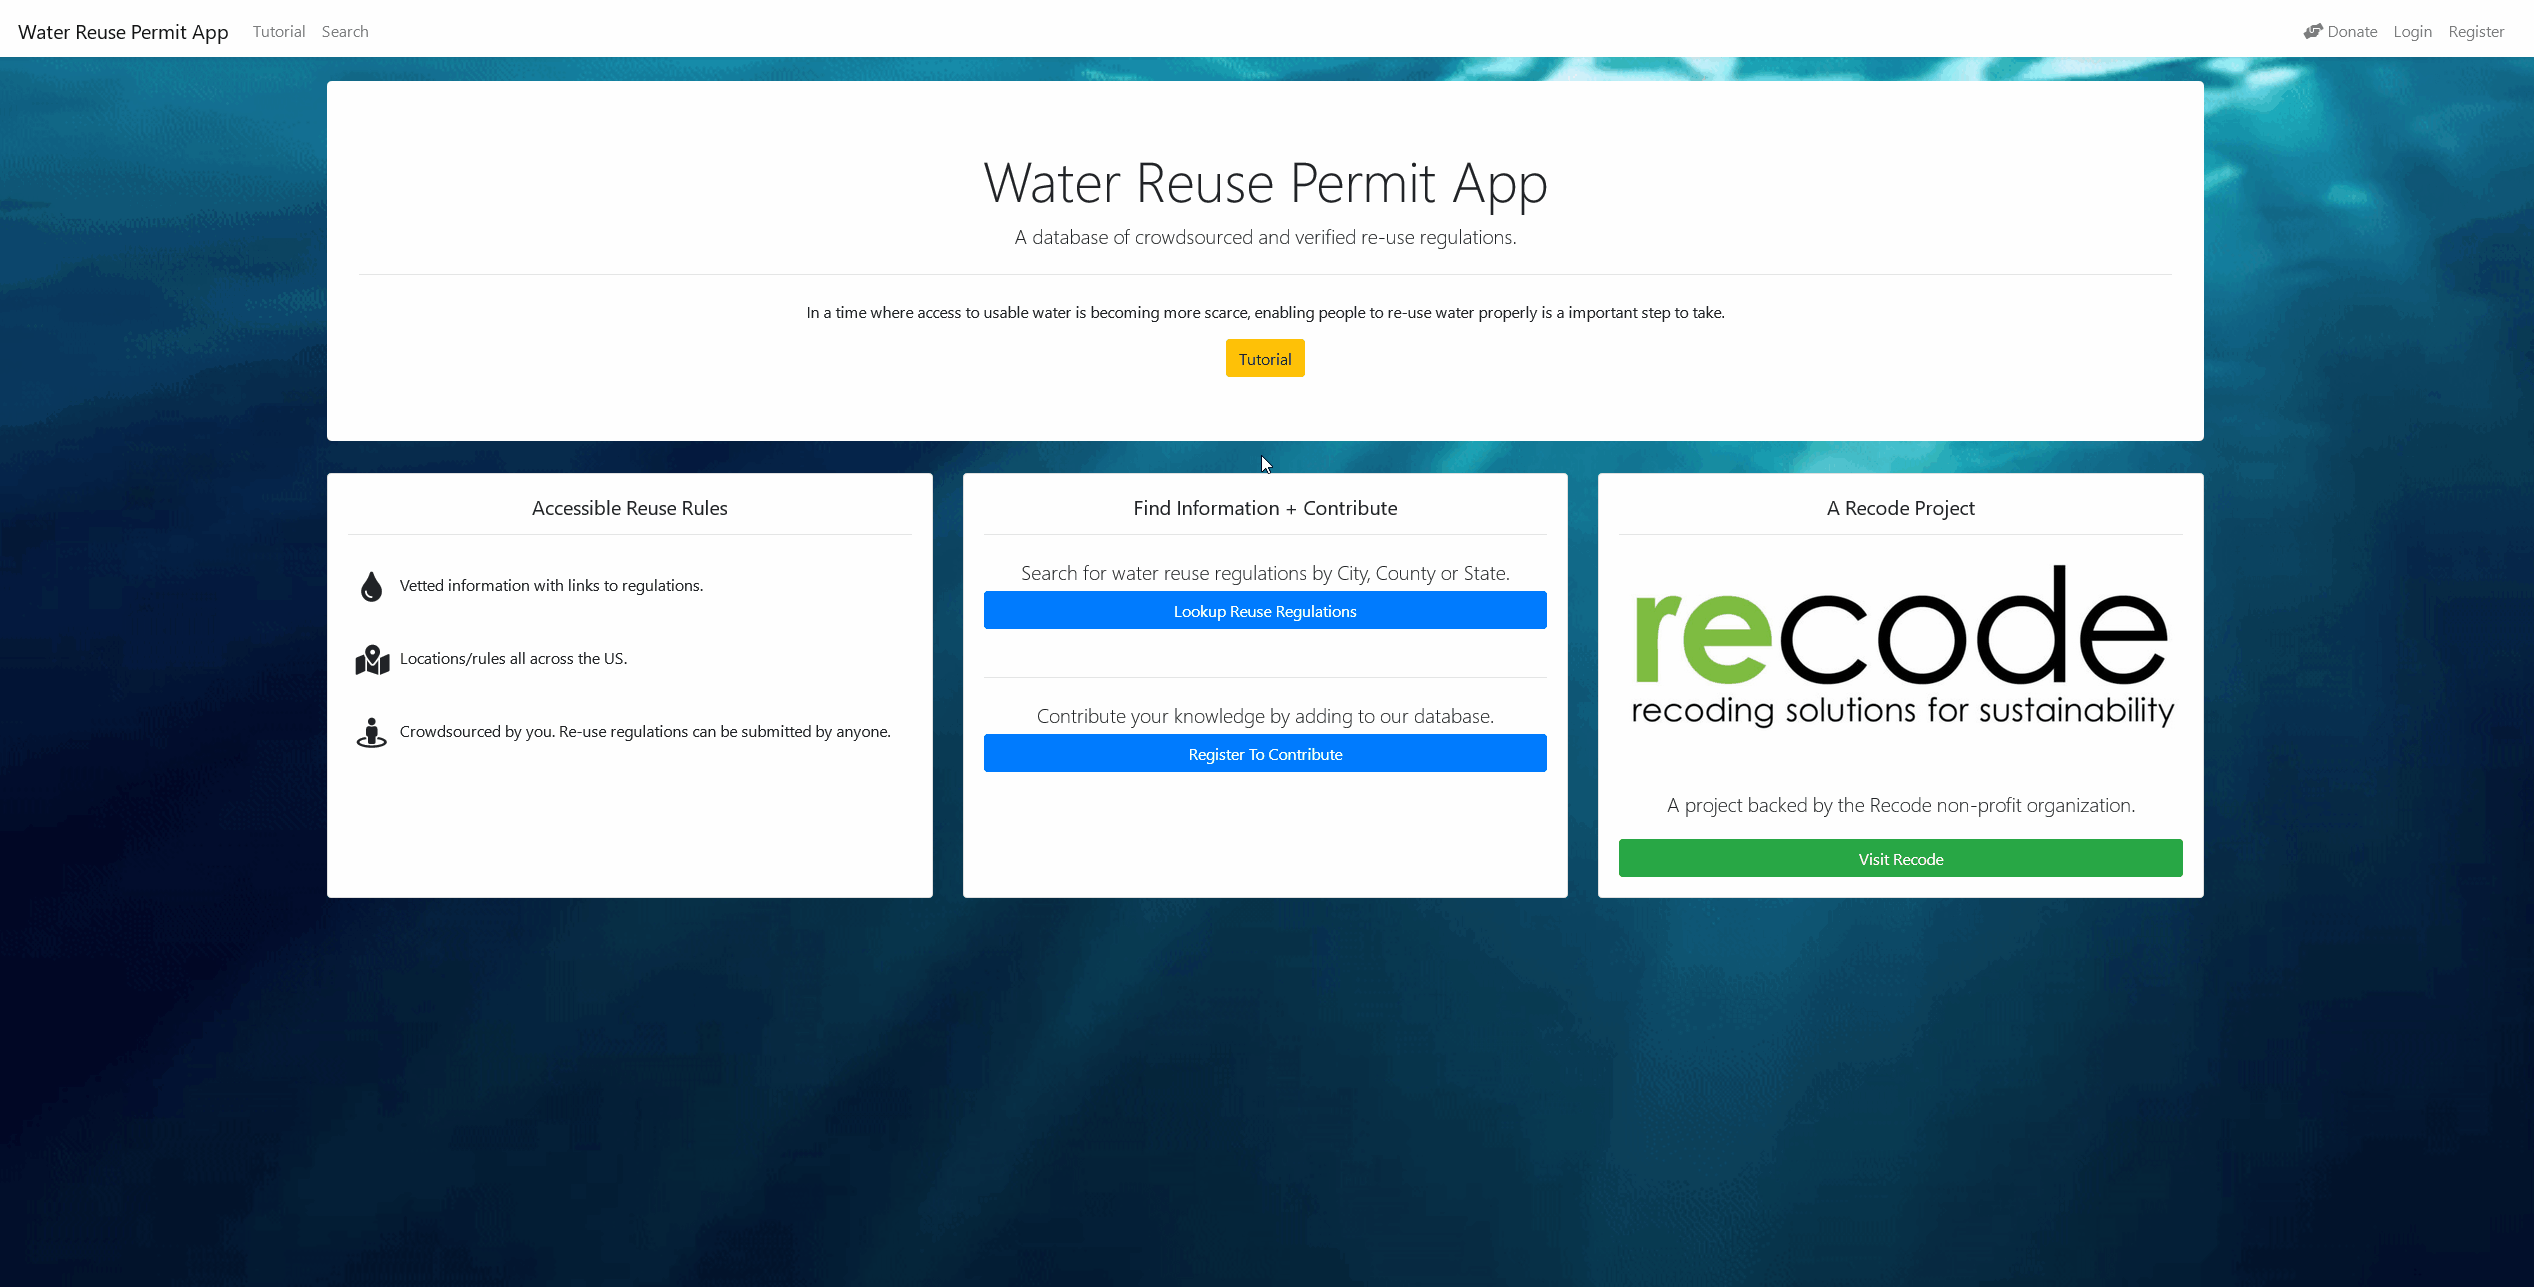 Water Reuse Permit App Tutorial Search Donate Login Register
Water Reuse Permit App
A database of crowdsourced and verified re-use regulations.
In a time where access to usable water is becoming more scarce, enabling people to re-use water properly is a important step to take.
Tutorial
Accessible Reuse Rules
Vetted information with links to regulations.
Locations/rules all across the US.
Crowdsourced by you. Re-use regulations can be submitted by anyone.
Find Information + Contribute
Search for water reuse regulations by City, County or State.
Lookup Reuse Regulations
Contribute your knowledge by adding to our database.
Register To Contribute
A Recode Project
recode
recoding solutions for sustainability
A project backed by the Recode non-profit organization.
Visit Recode